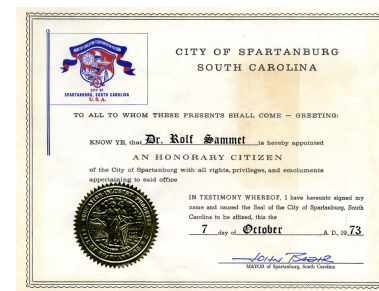 CITY OF
SPARTANBURG, SOUTH CAROLINA
U.S.A.
CITY OF SPARTANBURG
SOUTH CAROLINA
TO ALL TO WHOM THESE PRESENTS SHALL COME — GREETING:
KNOW YE, that Dr. Rolf Sammet is hereby appointed
AN HONORARY CITIZEN
of the City of Spartanburg with all rights, privileges, and emoluments
appertaining to said office
IN TESTIMONY WHEREOF, I have hereunto signed my
name and caused the Seal of the City of Spartanburg, South
Carolina to be affixed, this the
7 day of October A. D, 19 73
MAYOR of Spartanburg, South Carolina